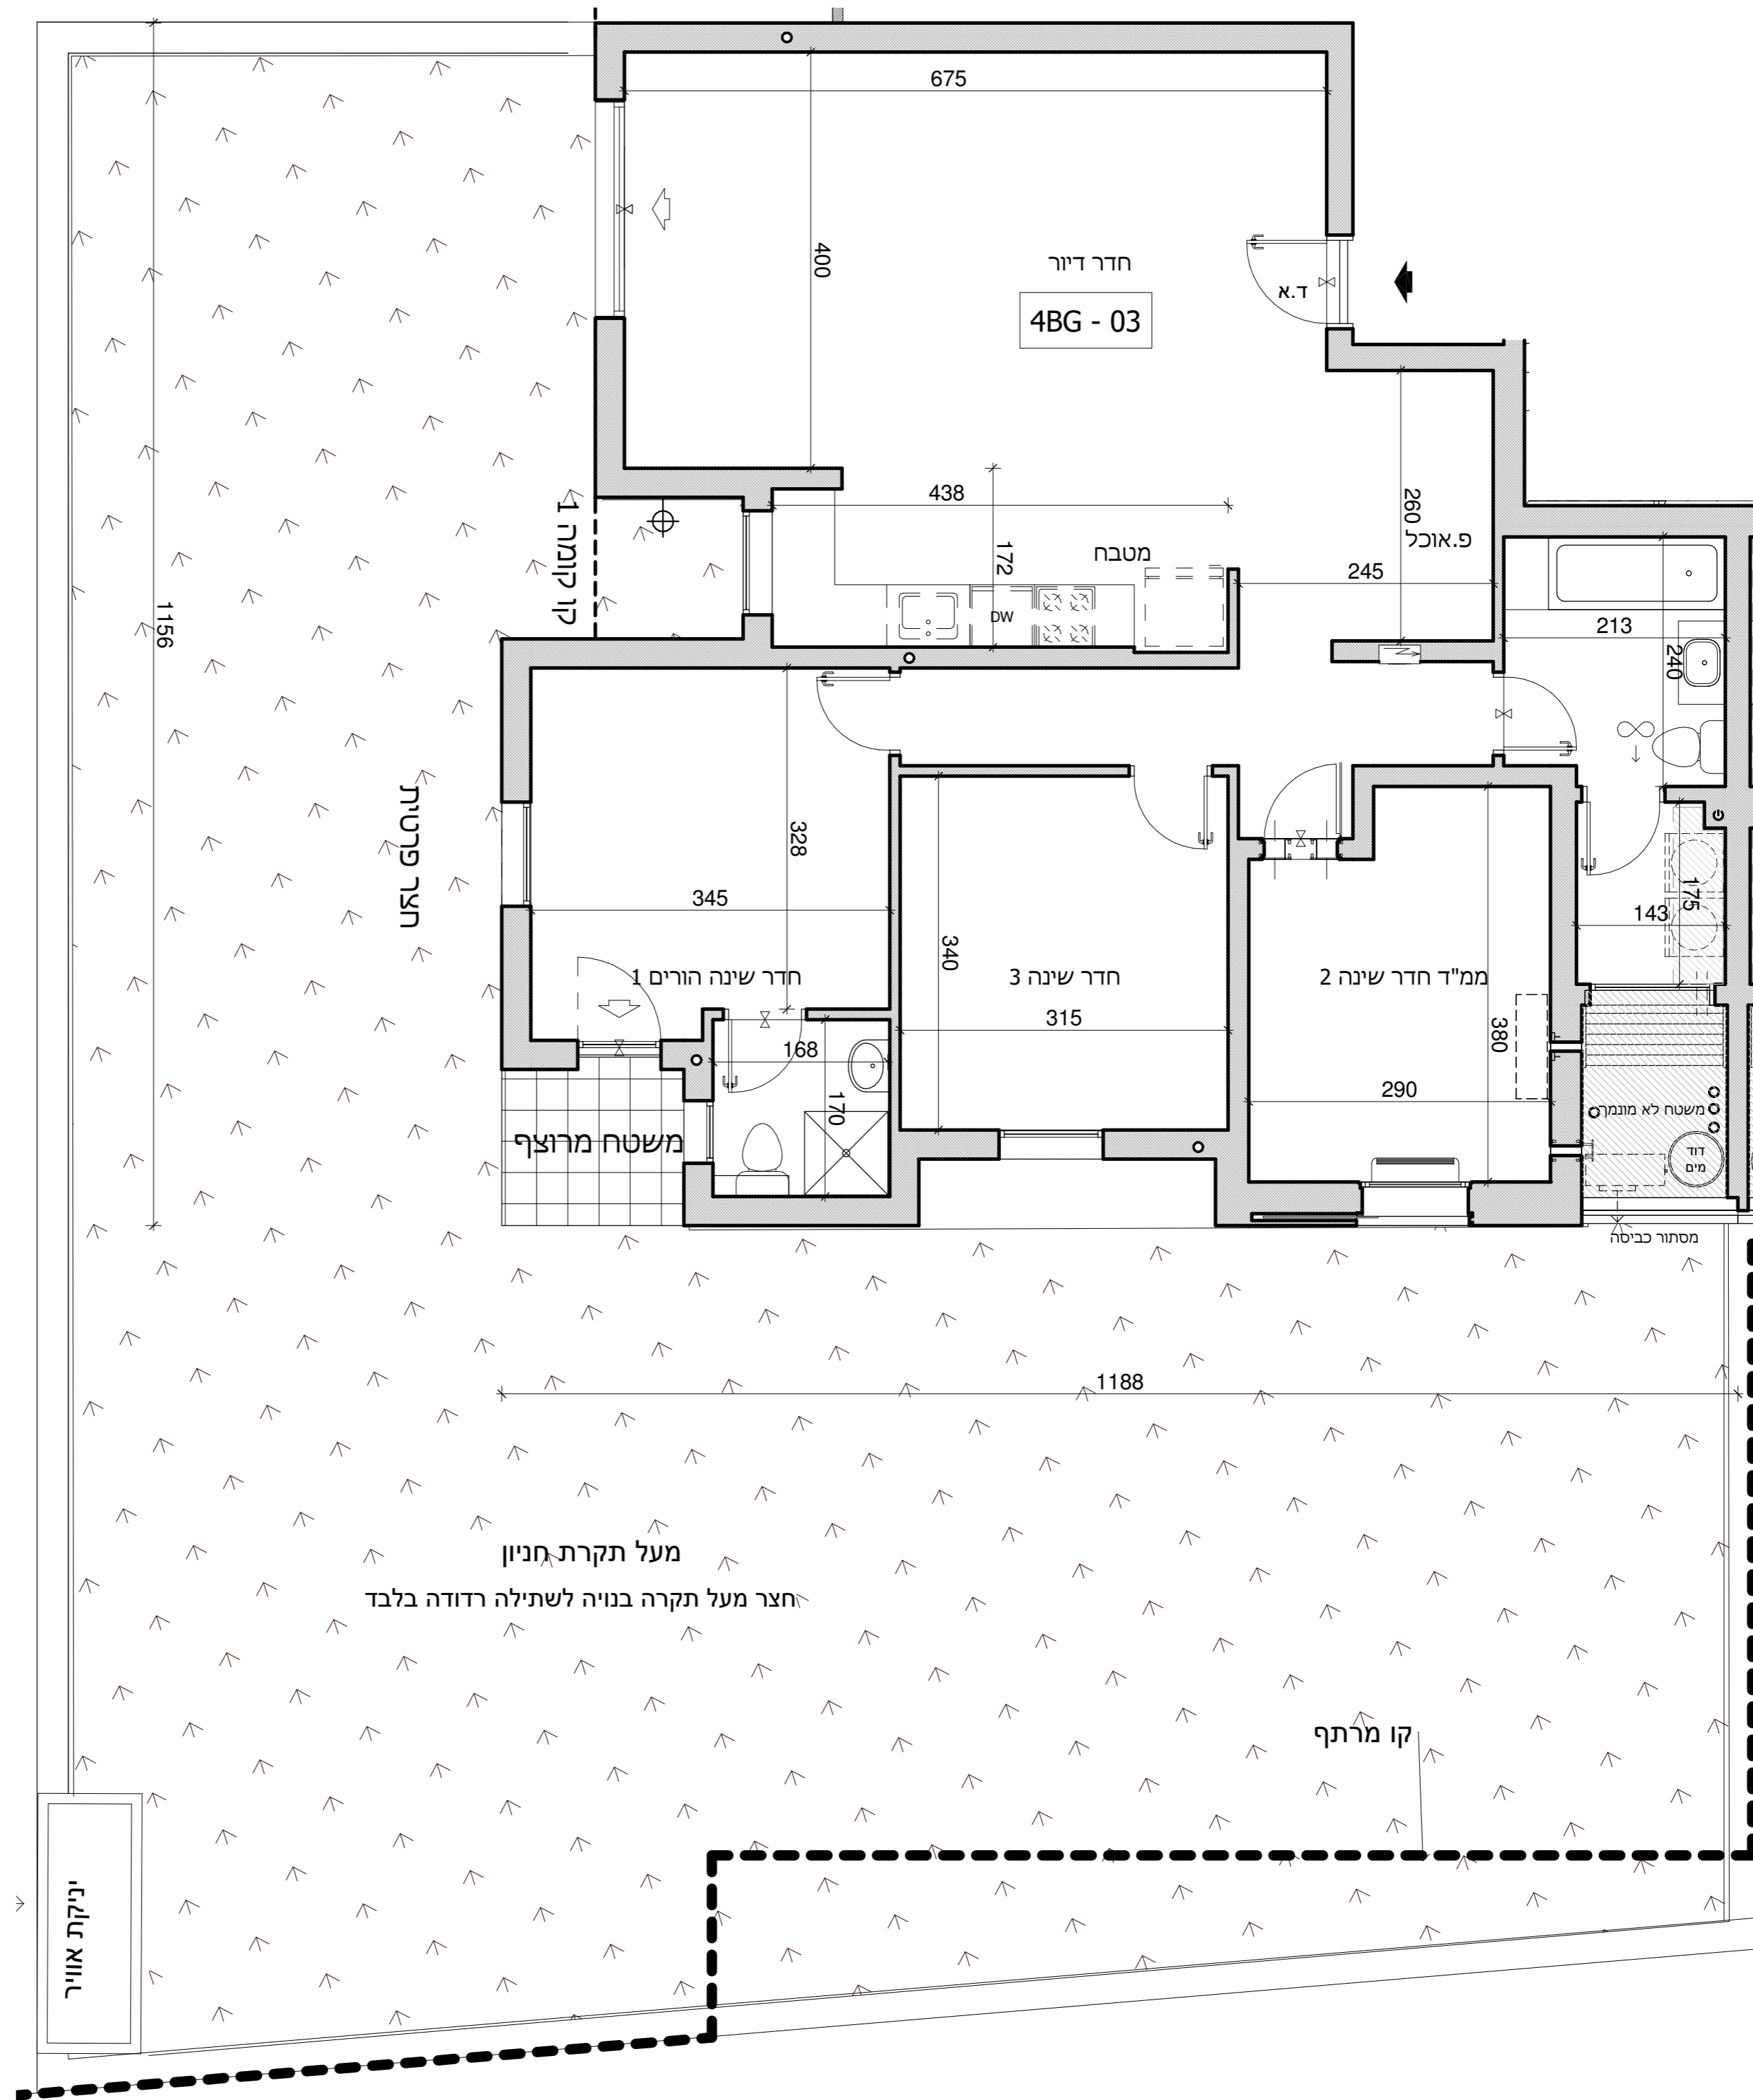 675
400
חדר דיור
4BG - 03
ד.א
438
172
מטבח
DW
260
פ.אוכל
245
213
240
קו קומה 1
1156
חצר פרטית
328
345
חדר שינה הורים 1
340
חדר שינה 3
315
ממ"ד חדר שינה 2
380
290
175
143
168
170
משטח מרוצף
משטח לא מונמך
דוד
מים
מסתור כביסה
1188
מעל תקרת חניון
חצר מעל תקרה בנויה לשתילה רדודה בלבד
קו מרתף
יניקת אוויר